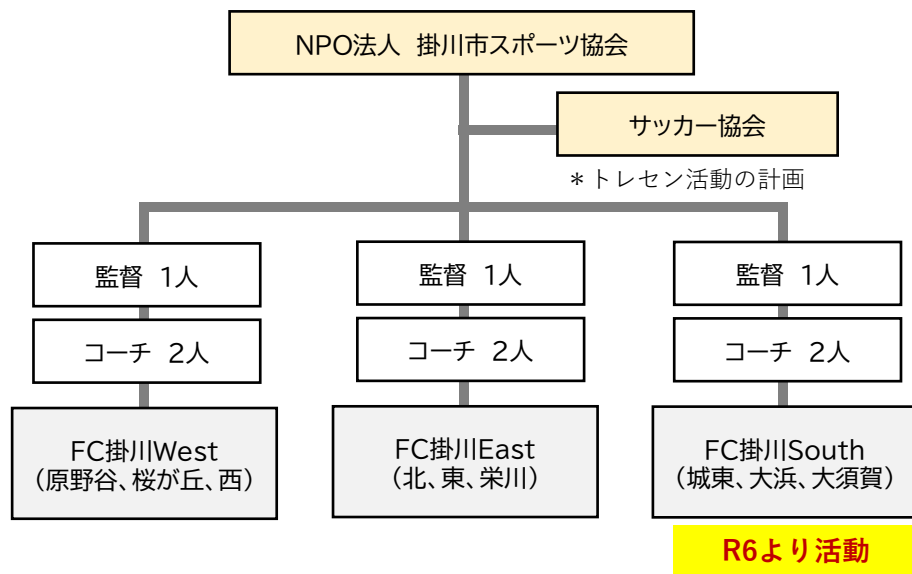 NPO法人 掛川市スポーツ協会
サッカー協会
＊トレセン活動の計画
監督 1人
監督 1人
監督 1人
コーチ 2人
コーチ 2人
コーチ 2人
FC掛川West
(原野谷、桜が丘、西)
FC掛川East
(北、東、栄川)
FC掛川South
(城東、大浜、大須賀)
R6より活動